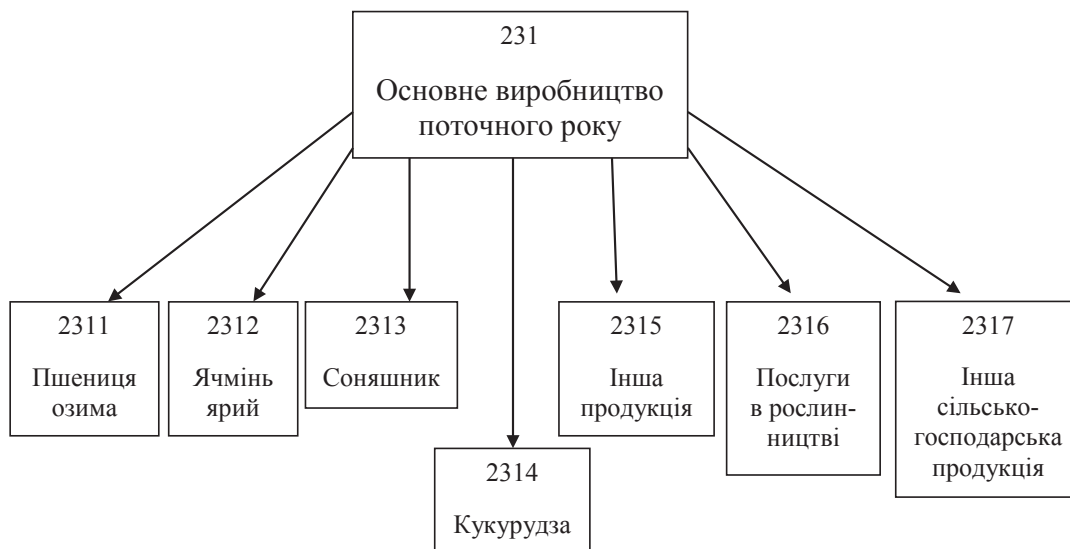 231
Основне виробництво
поточного року
2311
Пшениця
озима
2312
Ячмінь
ярий
2313
Соняшник
2314
Кукурудза
2315
Інша
продукція
2316
Послуги
в рослин-
ництві
2317
Інша
сільсько-
господарська
продукція